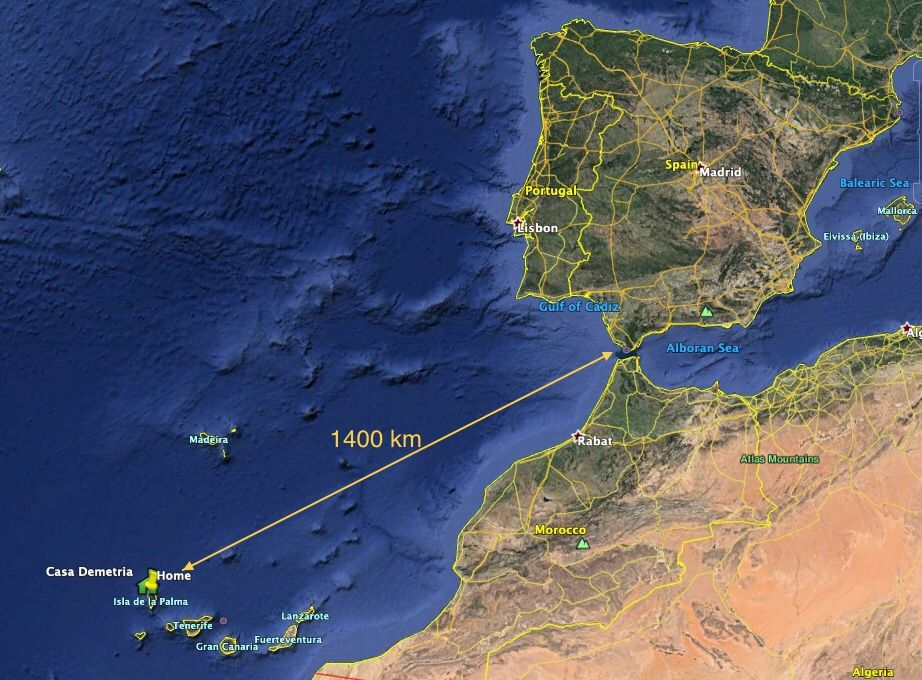 Spain
Madrid
Balearic Sea
Portugal
Mallorca
Lisbon
Eivissa (Ibiza)
Gulf of Cádiz
Alg
Alboran Sea
1400 km
Madeira
Rabat
Atlas Mountains
Morocco
Casa Demetria
Home
Isla de la Palma
Lanzarote
Tenerife
Fuerteventura
Gran Canaria
Algeria